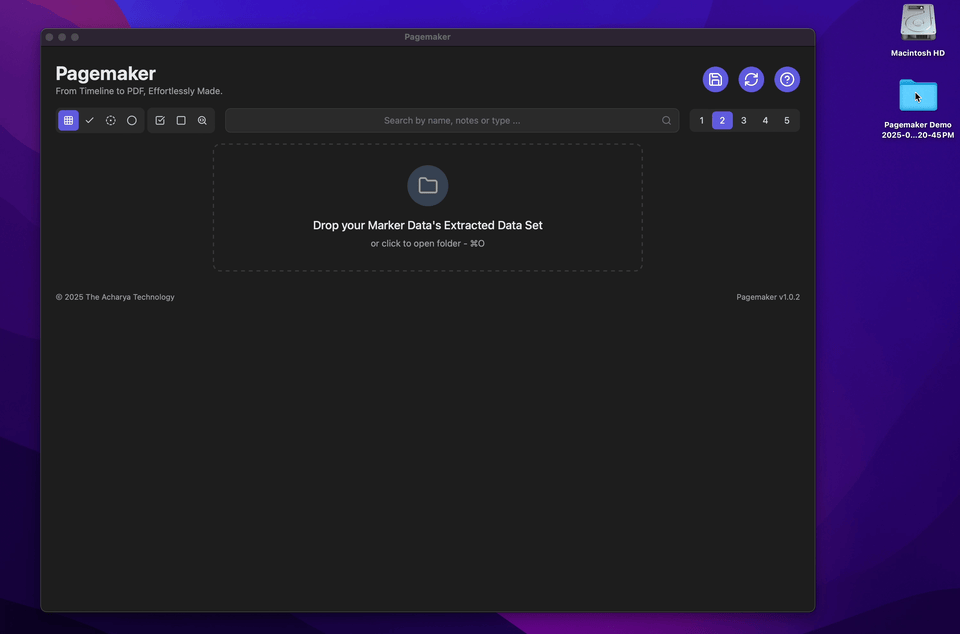 Pagemaker
Macintosh HD
Pagemaker
From Timeline to PDF, Effortlessly Made.
Search by name, notes or type ...
1 2 3 4 5
Pagemaker Demo
2025-0...20-45 PM
Drop your Marker Data's Extracted Data Set
or click to open folder - ⌘O
© 2025 The Acharya Technology
Pagemaker v1.0.2